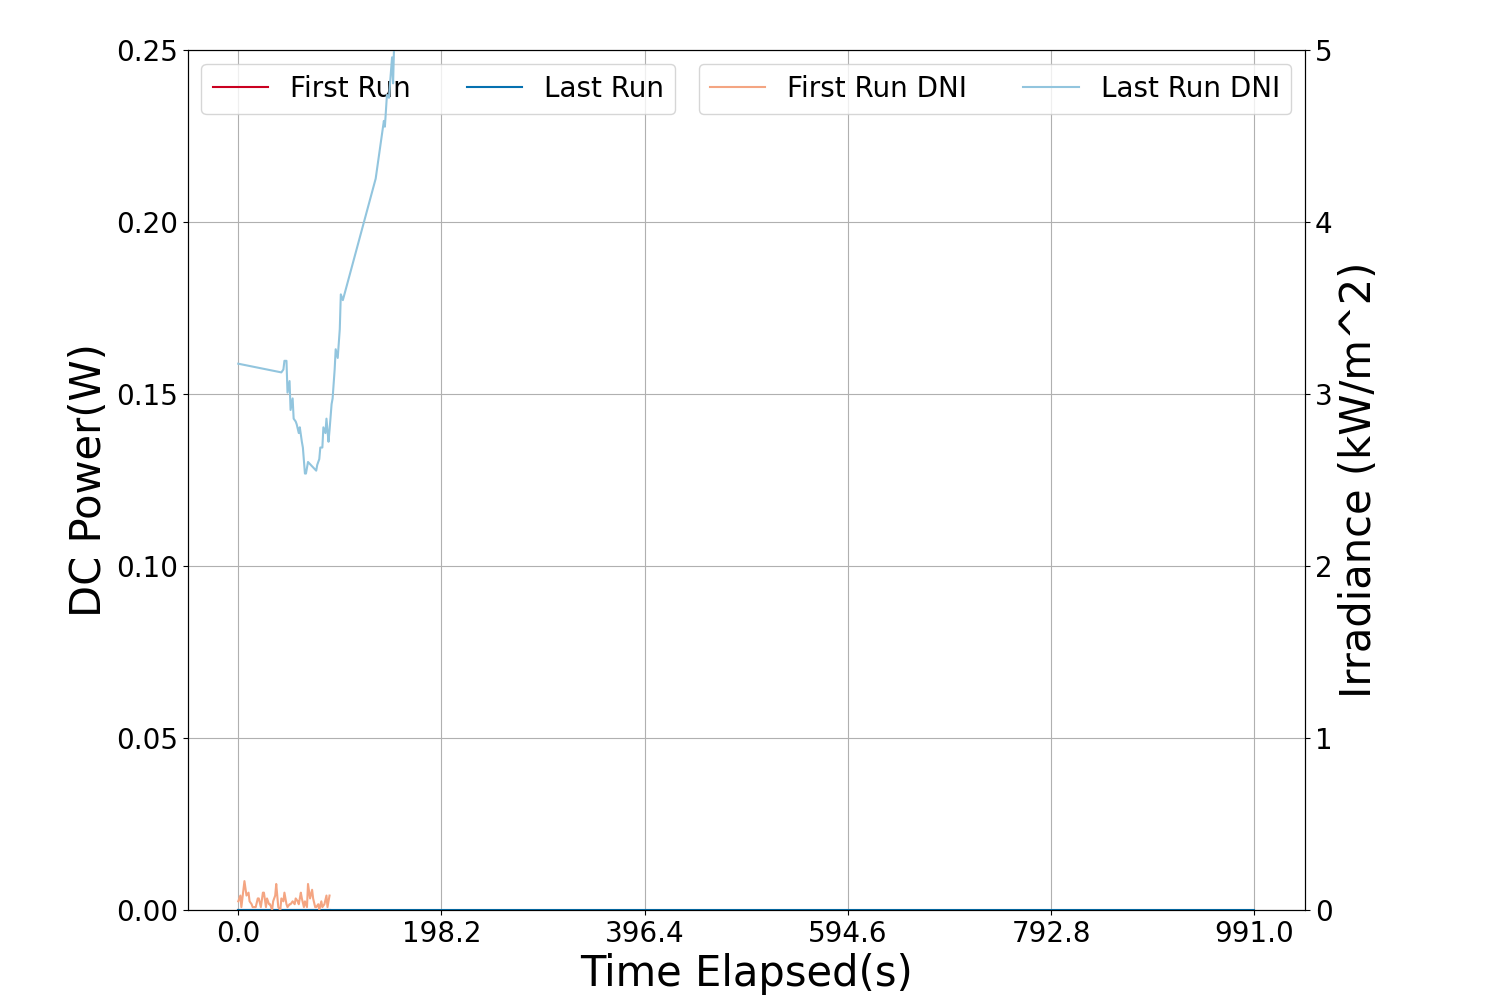 0.25
0.20
0.15
0.10
0.05
0.00
DC Power(W)
First Run
Last Run
First Run DNI
Last Run DNI
5
4
3
2
1
0
Irradiance (kW/m^2)
0.0 198.2 396.4 594.6 792.8 991.0
Time Elapsed(s)